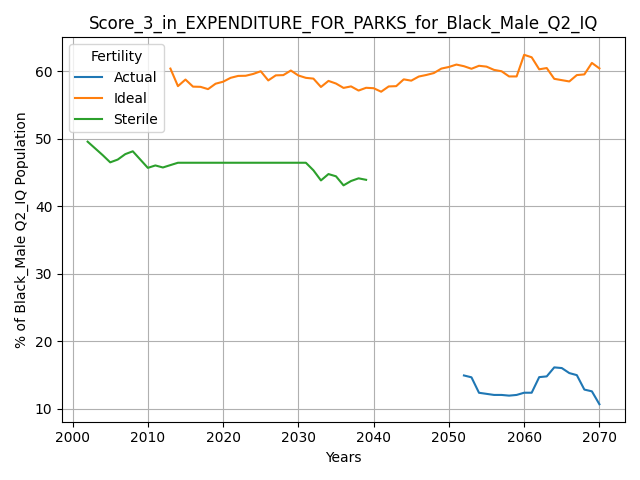 Score_3_in_EXPENDITURE_FOR_PARKS_for_Black_Male_Q2_IQ
Fertility
Actual
Ideal
Sterile
% of Black_Male Q2_IQ Population
60
50
40
30
20
10
2000 2010 2020 2030 2040 2050 2060 2070
Years